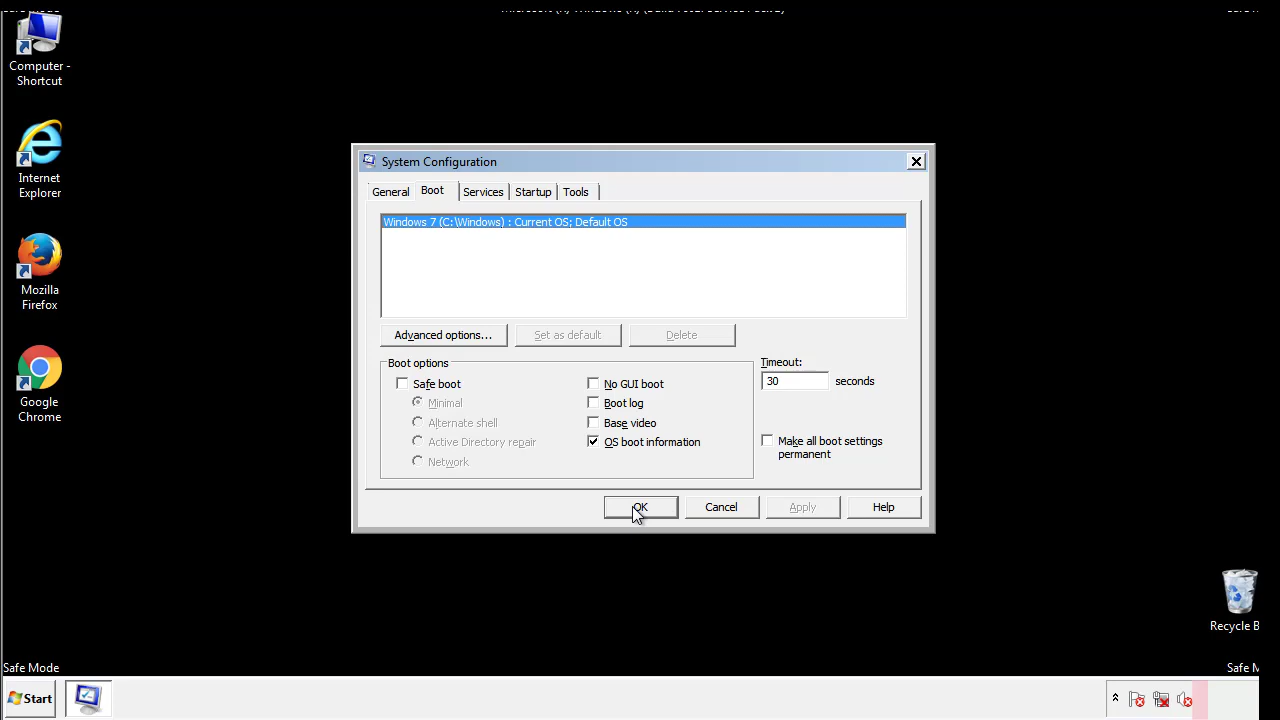 Computer -
Shortcut
Internet
Explorer
Mozilla
Firefox
Google
Chrome
System Configuration
General Boot Services Startup Tools
Windows 7 (C:\Windows) : Current OS; Default OS
Advanced options... Set as default Delete
Boot options
Timeout:
Safe boot No GUI boot
30 seconds
Minimal Boot log
Alternate shell Base video
Active Directory repair OS boot information
Make all boot settings
permanent
Network
OK Cancel Apply Help
Recycle B
Safe Mode Safe M
Start